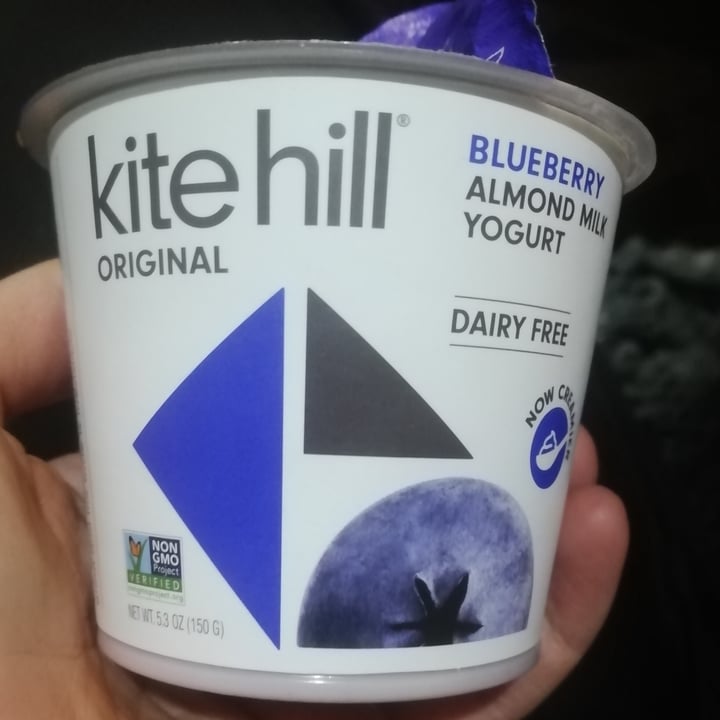 kite hill®
ORIGINAL
BLUEBERRY
ALMOND MILK
YOGURT
DAIRY FREE
NOW CREAMIER
NON
GMO
Project
VERIFIED
nongmoproject.org
NET WT. 5.3 OZ (150 G)